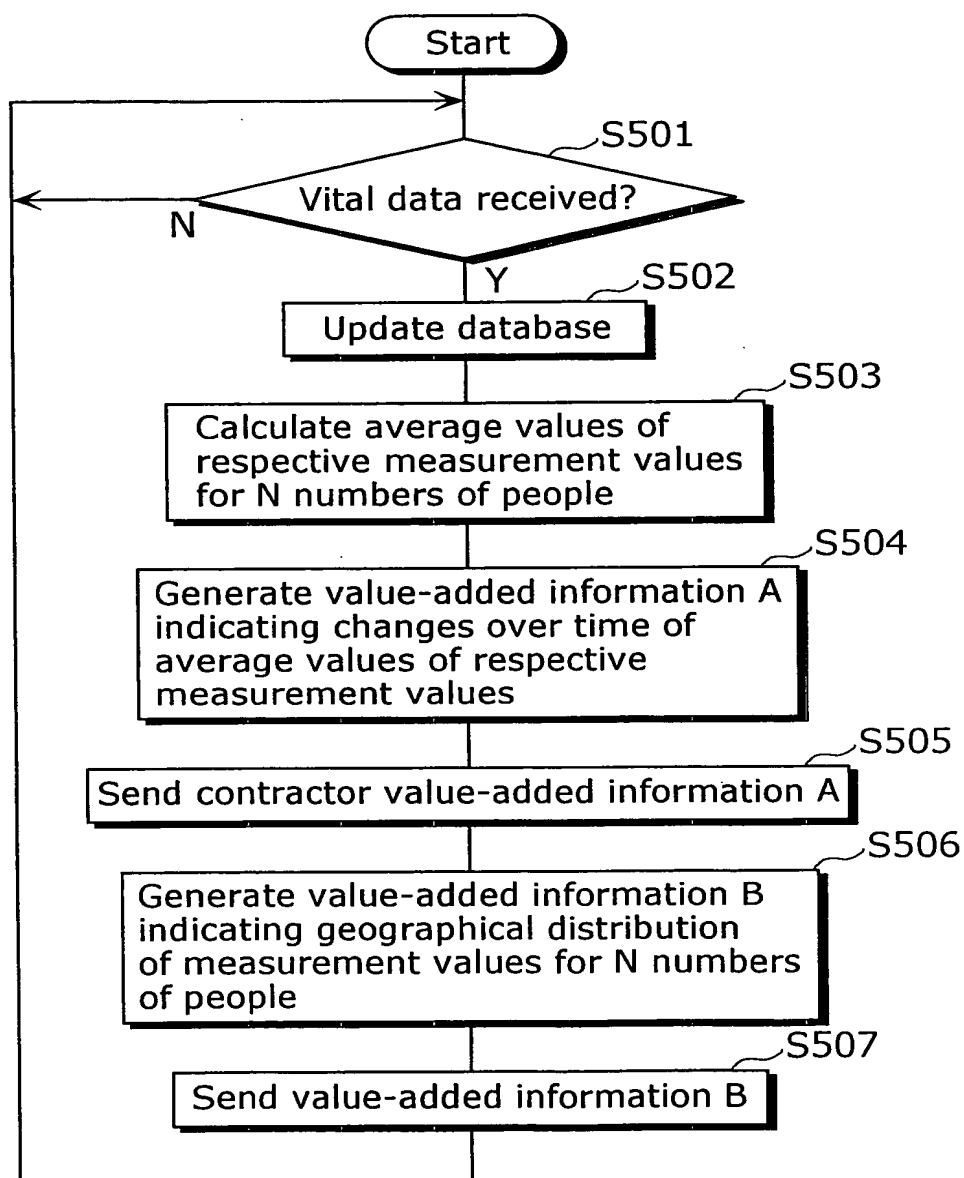 Start
S501
Vital data received?
N
Y
S502
Update database
S503
Calculate average values of
respective measurement values
for N numbers of people
S504
Generate value-added information A
indicating changes over time of
average values of respective
measurement values
S505
Send contractor value-added information A
S506
Generate value-added information B
indicating geographical distribution
of measurement values for N numbers
of people
S507
Send value-added information B